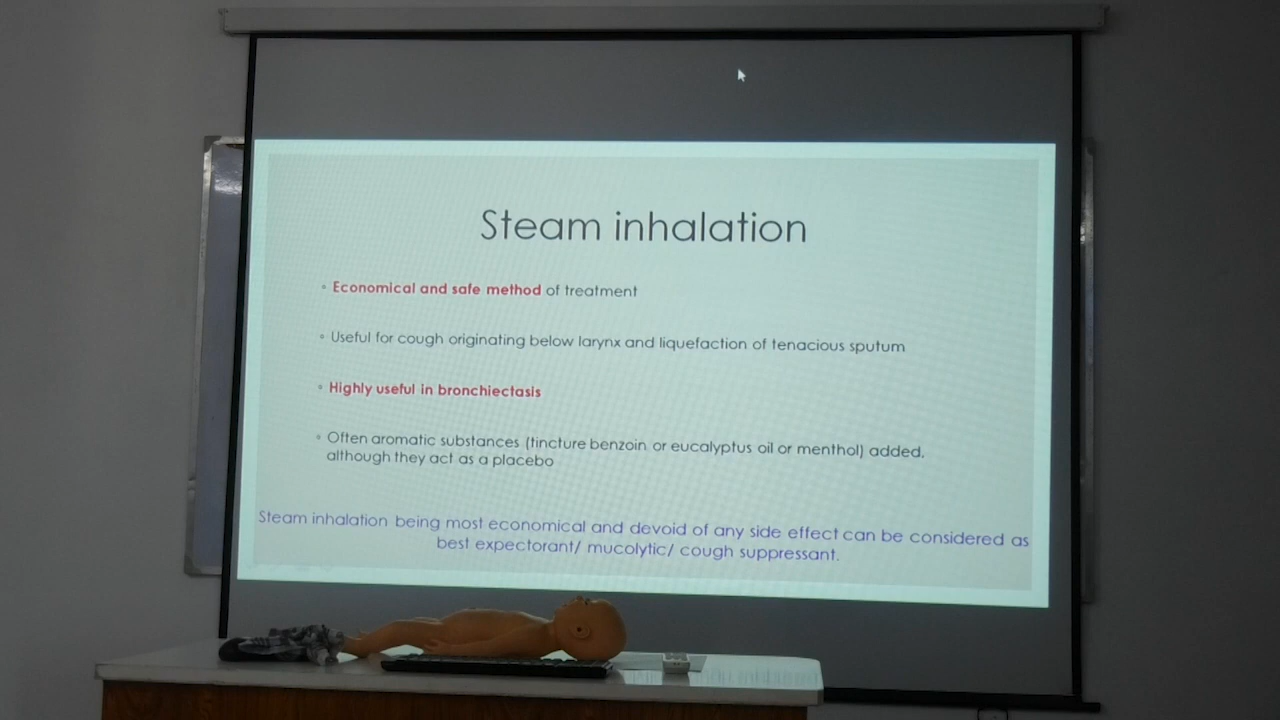 Steam inhalation
• Economical and safe method of treatment
• Useful for cough originating below larynx and liquefaction of tenacious sputum
• Highly useful in bronchiectasis
• Often aromatic substances (tincture benzoin or eucalyptus oil or menthol) added,
although they act as a placebo
Steam inhalation being most economical and devoid of any side effect can be considered as
best expectorant/ mucolytic/ cough suppressant.